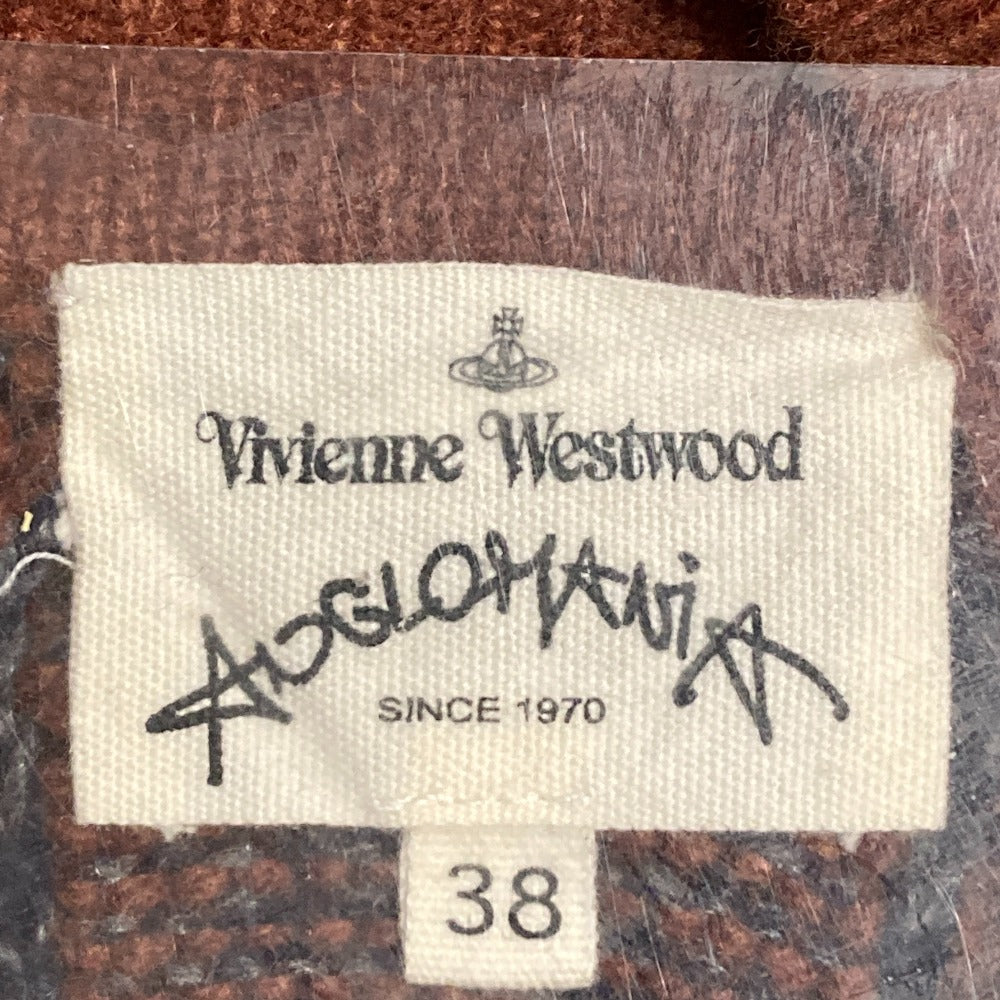 Vivienne Westwood
ANGLOMANiA
SINCE 1970
38